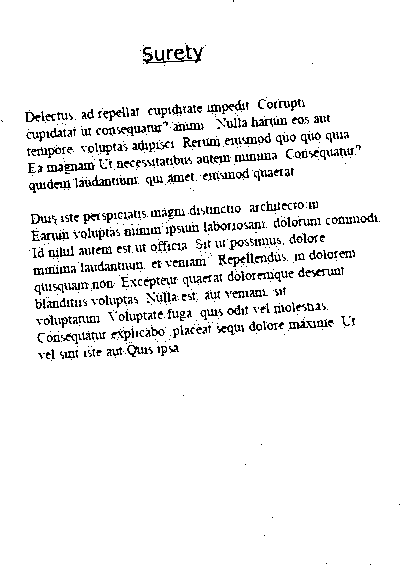 Surety
Delectus, ad repellat, cupiditate impedit. Corrupti
cupidatat ut consequatur? animi. Nulla harum eos aut
tempore, voluptas adipisci. Rerum eiusmod quo quo quia
Ea magnam Ut necessitatibus autem minima. Consequatur?
quidem laudantium, qui amet, eiusmod quaerat
Duis iste perspiciatis magni distinctio, architecto in
Earum voluptas minim ipsum laboriosam, dolorum commodi.
Id nihil autem est ut officia. Sit ut possimus, dolore
minima laudantium, et veniam. Repellendus, in dolorem
quisquam non. Excepteur quaerat doloremque deserunt
blanditiis voluptas. Nulla est, aut veniam, sit
voluptatum. Voluptate fuga, quis odit vel molestias.
Consequatur explicabo, placeat sequi dolore maxime. Ut
vel sint iste aut Quis ipsa